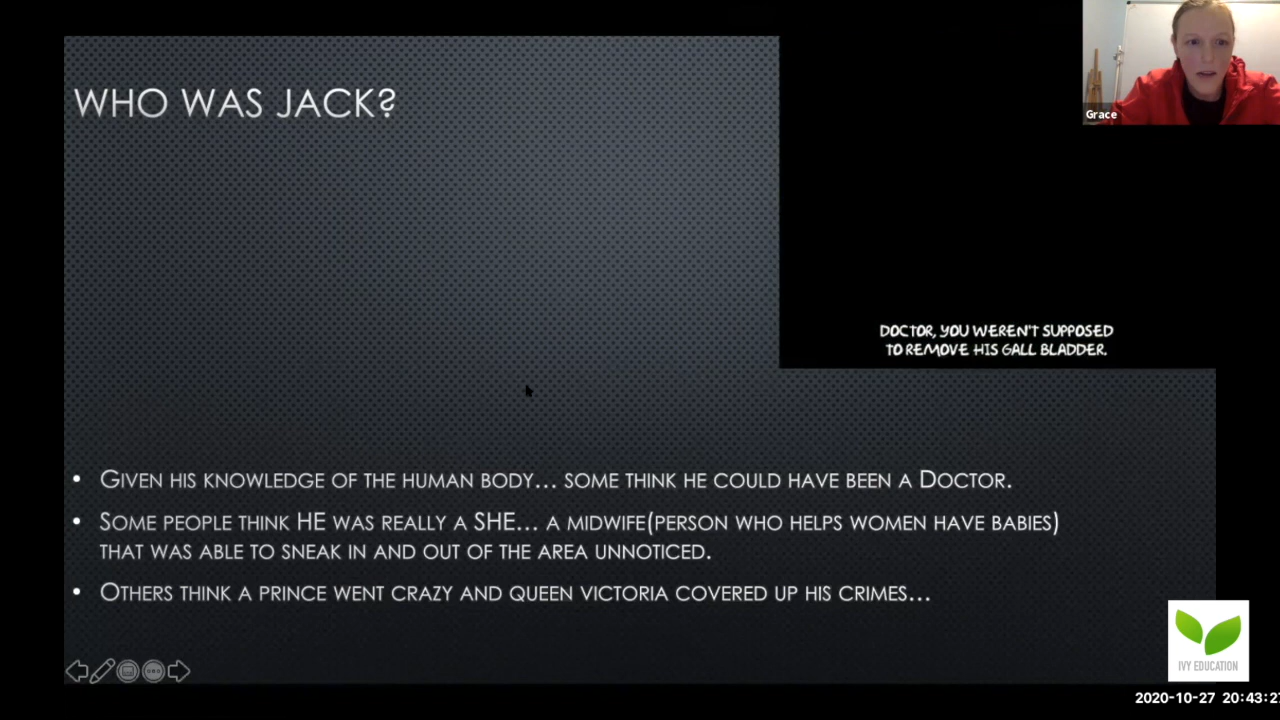 WHO WAS JACK?
Grace
DOCTOR, YOU WEREN'T SUPPOSED
TO REMOVE HIS GALL BLADDER.
• GIVEN HIS KNOWLEDGE OF THE HUMAN BODY... SOME THINK HE COULD HAVE BEEN A DOCTOR.
• SOME PEOPLE THINK HE WAS REALLY A SHE... A MIDWIFE(PERSON WHO HELPS WOMEN HAVE BABIES)
THAT WAS ABLE TO SNEAK IN AND OUT OF THE AREA UNNOTICED.
• OTHERS THINK A PRINCE WENT CRAZY AND QUEEN VICTORIA COVERED UP HIS CRIMES...
IVY EDUCATION
2020-10-27 20:43:27